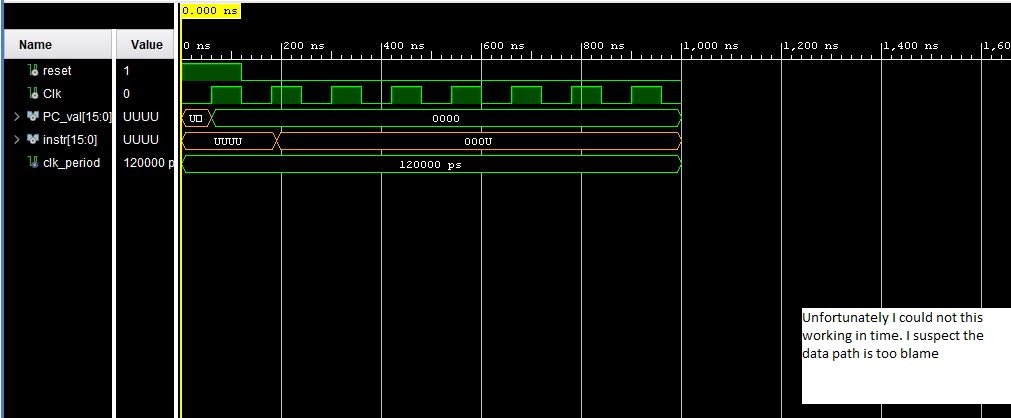 0.000 ns
Name Value 0 ns 200 ns 400 ns 600 ns 800 ns 1,000 ns 1,200 ns 1,400 ns 1,60
reset 1
Clk 0
PC_val[15:0] UUUU 0000
instr[15:0] UUUU UUUU 000U
clk_period 120000 p 120000 ps
Unfortunately I could not this
working in time. I suspect the
data path is too blame